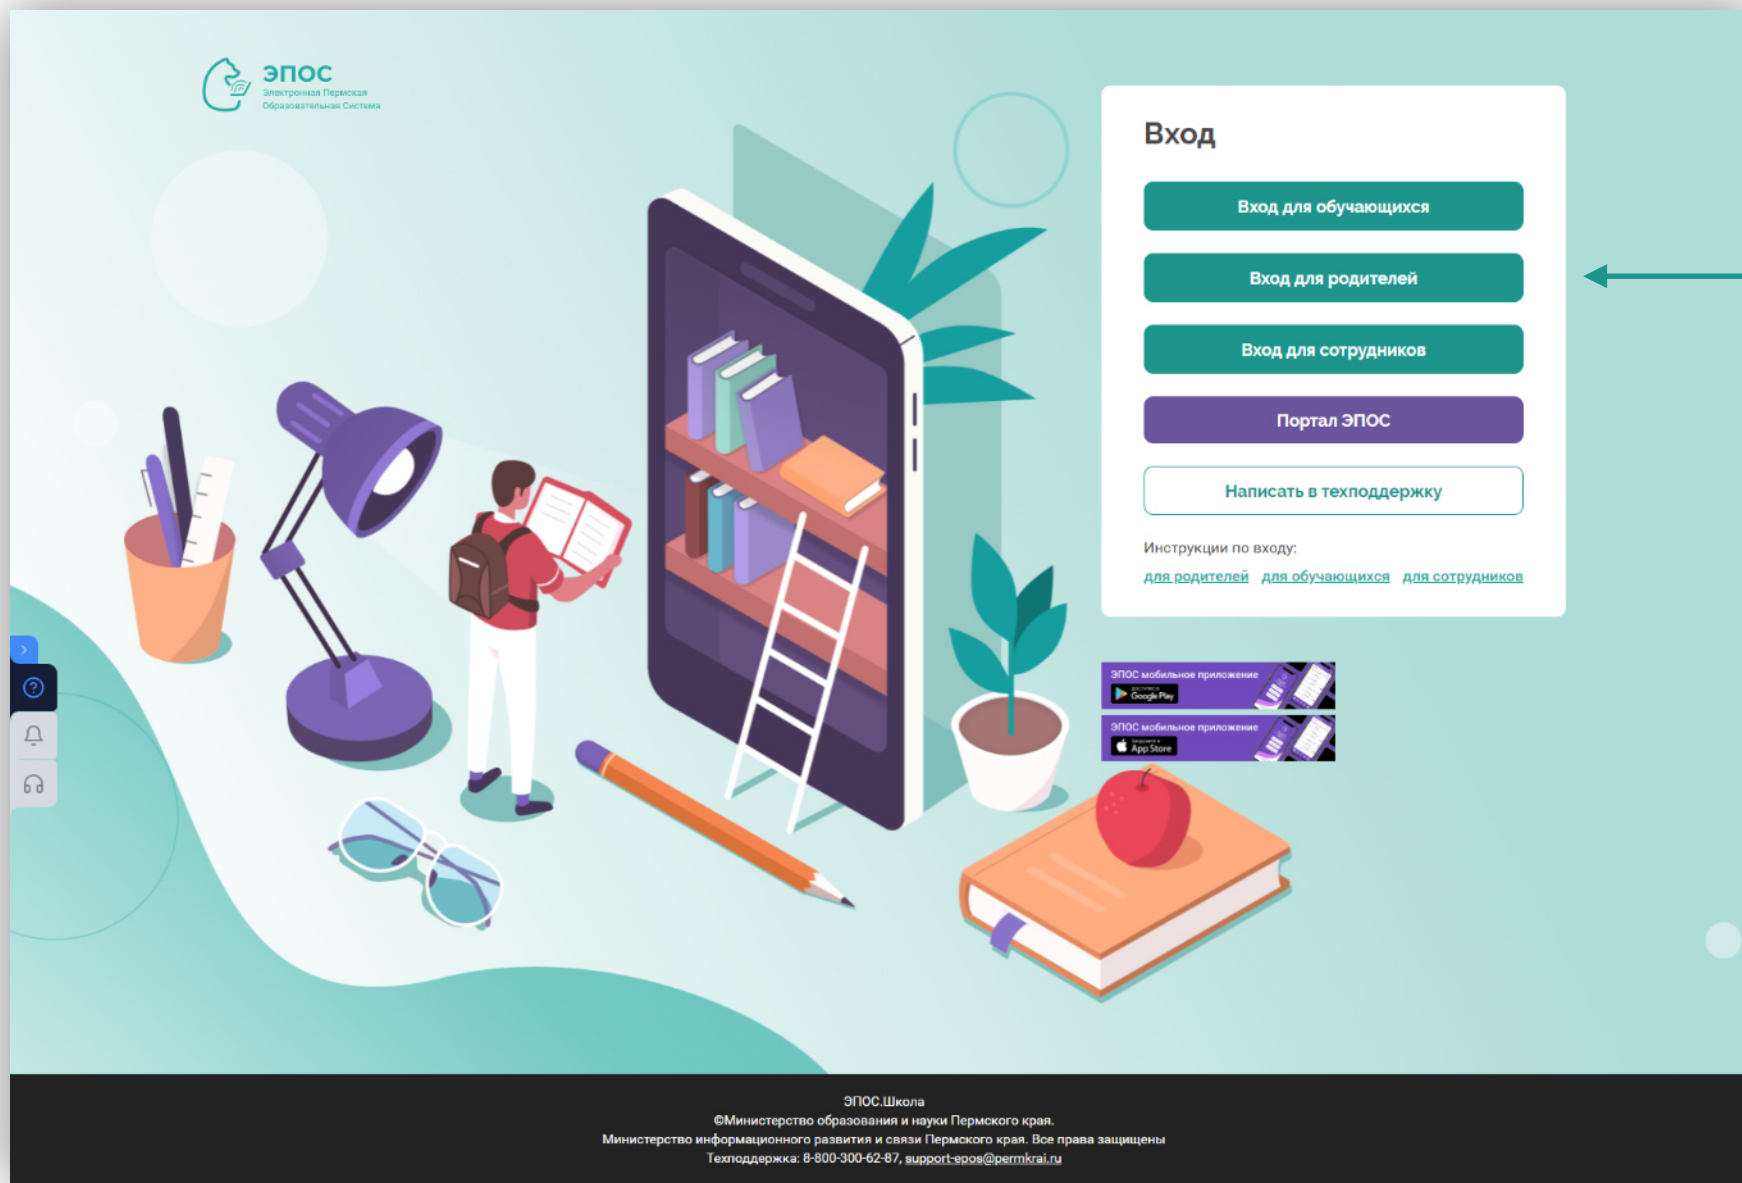 ЭПОС
Электронная Пермская
Образовательная Система
Вход
Вход для обучающихся
Вход для родителей
Вход для сотрудников
Портал ЭПОС
Написать в техподдержку
Инструкции по входу:
для родителей для обучающихся для сотрудников
ЭПОС мобильное приложение
ДОСТУПНО В
Google Play
ЭПОС мобильное приложение
Загрузите в
App Store
ЭПОС.Школа
©Министерство образования и науки Пермского края.
Министерство информационного развития и связи Пермского края. Все права защищены
Техподдержка: 8-800-300-62-87, support-epos@permkrai.ru